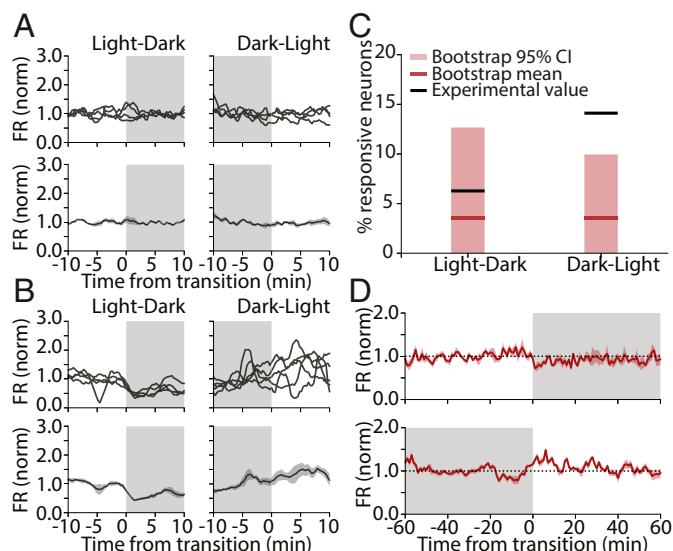 A
Light-Dark
Dark-Light
FR (norm)
3.0
2.0
1.0
0.0
FR (norm)
3.0
2.0
1.0
0.0
-10 -5 0 5 10
-10 -5 0 5 10
Time from transition (min)
B
Light-Dark
Dark-Light
FR (norm)
3.0
2.0
1.0
0.0
FR (norm)
3.0
2.0
1.0
0.0
-10 -5 0 5 10
-10 -5 0 5 10
Time from transition (min)
C
% responsive neurons
20
15
10
5
0
Bootstrap 95% CI
Bootstrap mean
Experimental value
Light-Dark
Dark-Light
D
FR (norm)
2.0
1.0
0.0
FR (norm)
2.0
1.0
0.0
-60 -40 -20 0 20 40 60
Time from transition (min)